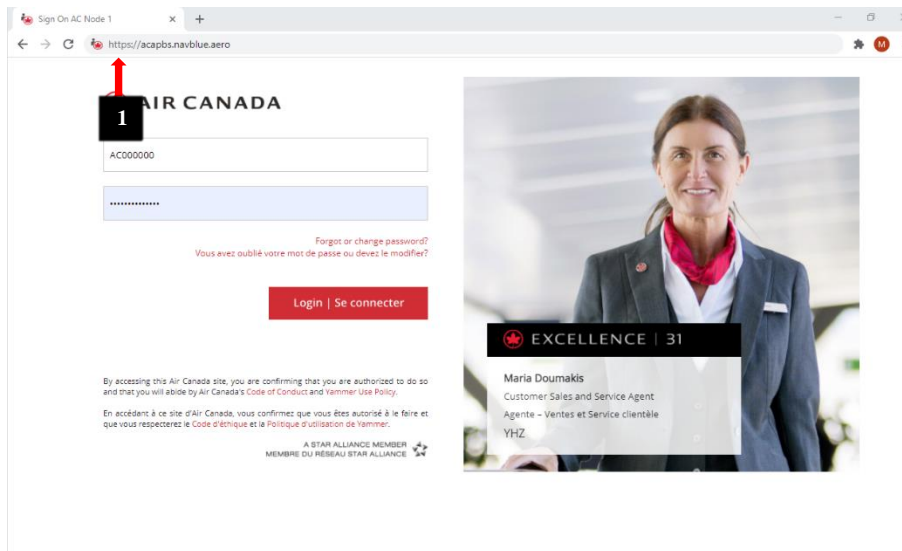 Sign On AC Node 1
https://acapbs.navblue.aero
M
1
AIR CANADA
AC000000
••••••••••••••
Forgot or change password?
Vous avez oublié votre mot de passe ou devez le modifier?
Login | Se connecter
By accessing this Air Canada site, you are confirming that you are authorized to do so
and that you will abide by Air Canada's Code of Conduct and Yammer Use Policy.
En accédant à ce site d'Air Canada, vous confirmez que vous êtes autorisé à le faire et
que vous respecterez le Code d'éthique et la Politique d'utilisation de Yammer.
A STAR ALLIANCE MEMBER
MEMBRE DU RÉSEAU STAR ALLIANCE
EXCELLENCE | 31
Maria Doumakis
Customer Sales and Service Agent
Agente – Ventes et Service clientèle
YHZ